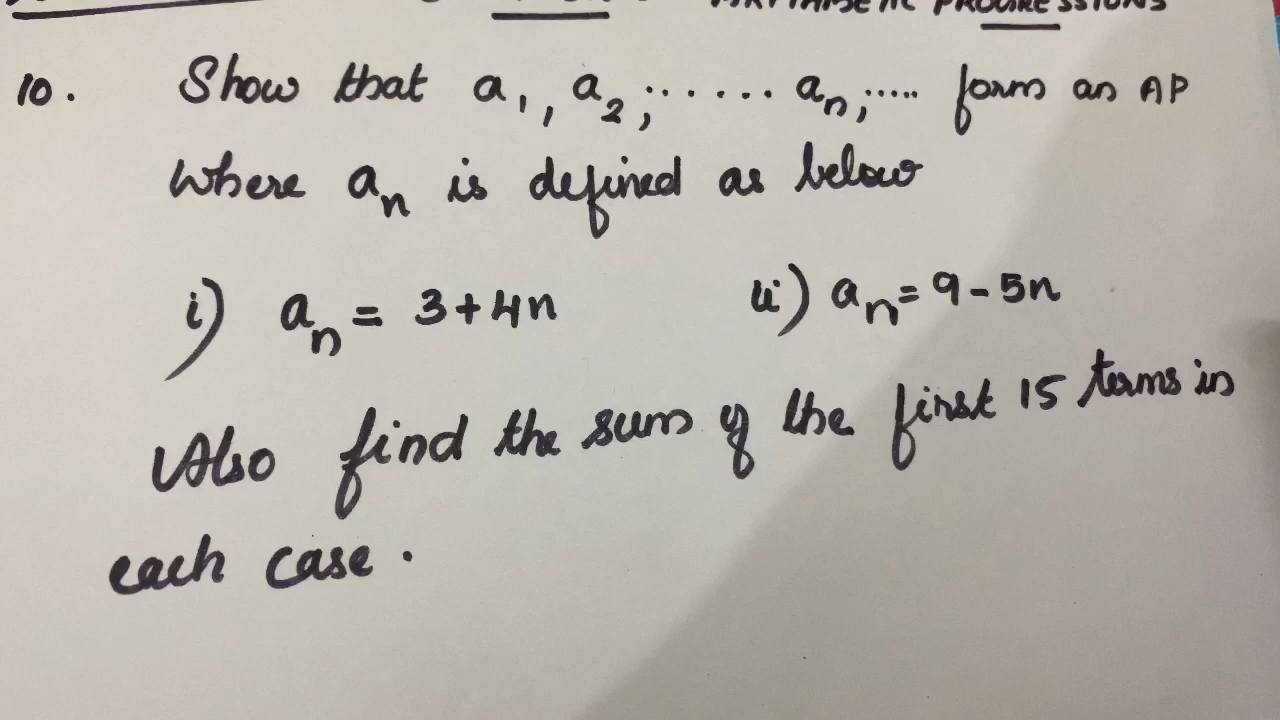 PROGRESSIONS
10. Show that a₁, a₂, ...... aₙ, ..... form an AP
Where aₙ is defined as below
i) aₙ = 3+4n ii) aₙ = 9-5n
Also find the sum of the first 15 terms in
each case.